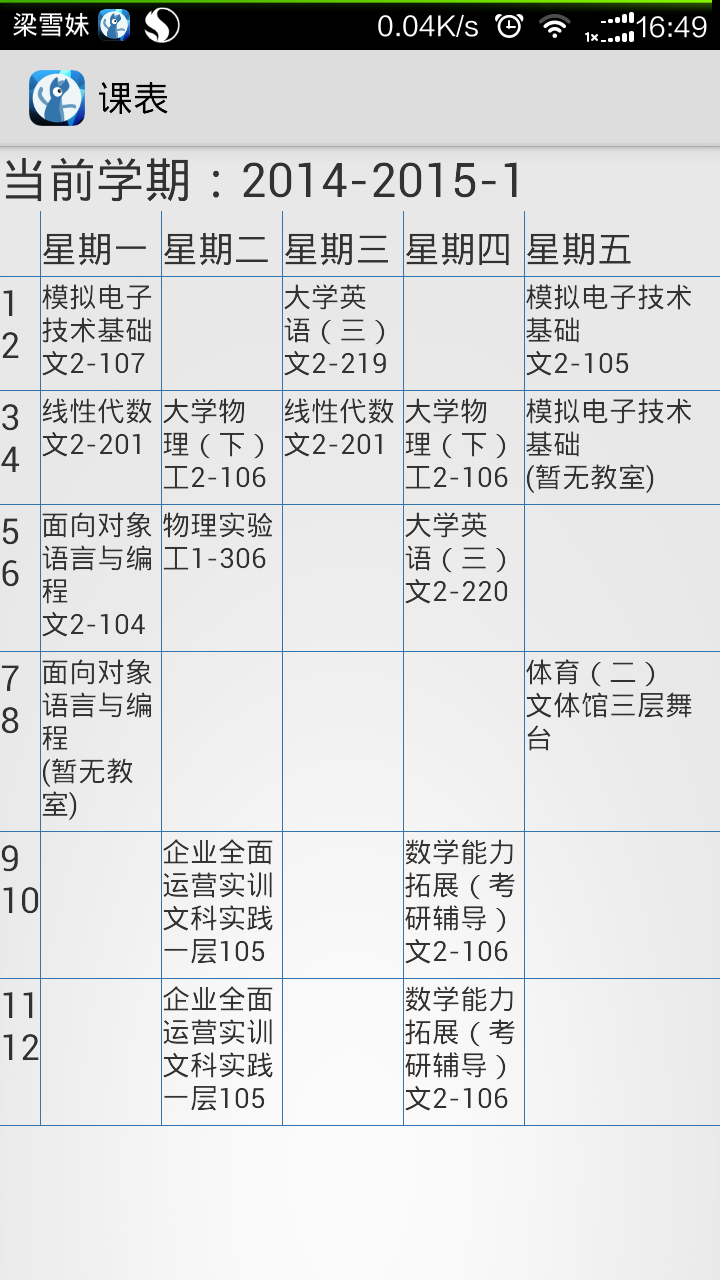 梁雪妹 0.04K/s 1× 16:49
课表
当前学期：2014-2015-1
星期一 星期二 星期三 星期四 星期五
1
2
模拟电子
技术基础
文2-107
大学英
语（三）
文2-219
模拟电子技术
基础
文2-105
3
4
线性代数
文2-201
大学物
理（下）
工2-106
线性代数
文2-201
大学物
理（下）
工2-106
模拟电子技术
基础
(暂无教室)
5
6
面向对象
语言与编
程
文2-104
物理实验
工1-306
大学英
语（三）
文2-220
7
8
面向对象
语言与编
程
(暂无教
室)
体育（二）
文体馆三层舞
台
9
10
企业全面
运营实训
文科实践
一层105
数学能力
拓展（考
研辅导）
文2-106
11
12
企业全面
运营实训
文科实践
一层105
数学能力
拓展（考
研辅导）
文2-106